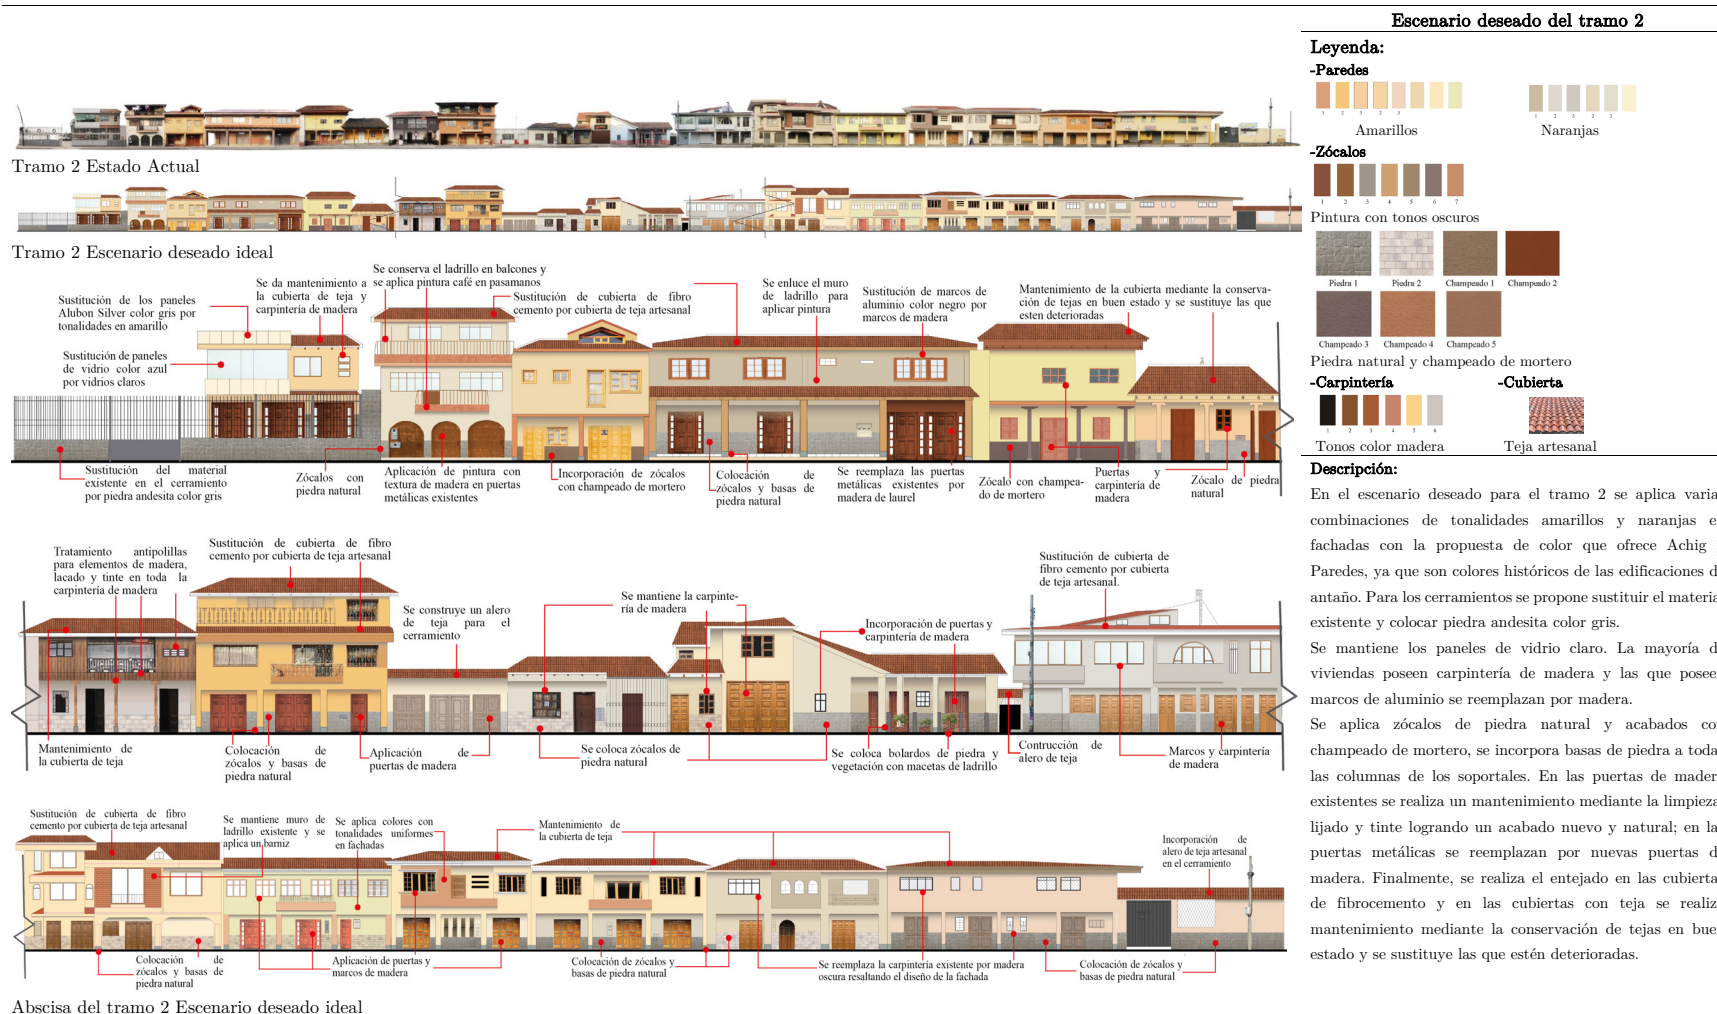 Escenario deseado del tramo 2
Leyenda:
-Paredes
1 2 3 2 3
Amarillos
1 2 3 2 3
Naranjas
-Zócalos
1 2 3 4 5 6 7
Pintura con tonos oscuros
Piedra 1 Piedra 2 Champeado 1 Champeado 2
Champeado 3 Champeado 4 Champeado 5
Piedra natural y champeado de mortero
-Carpintería
1 2 3 4 5 6
Tonos color madera
-Cubierta
Teja artesanal
Descripción:
En el escenario deseado para el tramo 2 se aplica varia
combinaciones de tonalidades amarillos y naranjas e
fachadas con la propuesta de color que ofrece Achig
Paredes, ya que son colores históricos de las edificaciones d
antaño. Para los cerramientos se propone sustituir el materia
existente y colocar piedra andesita color gris.
Se mantiene los paneles de vidrio claro. La mayoría d
viviendas poseen carpintería de madera y las que posee
marcos de aluminio se reemplazan por madera.
Se aplica zócalos de piedra natural y acabados co
champeado de mortero, se incorpora basas de piedra a toda
las columnas de los soportales. En las puertas de mader
existentes se realiza un mantenimiento mediante la limpieza
lijado y tinte logrando un acabado nuevo y natural; en la
puertas metálicas se reemplazan por nuevas puertas d
madera. Finalmente, se realiza el entejado en las cubierta
de fibrocemento y en las cubiertas con teja se realiz
mantenimiento mediante la conservación de tejas en bue
estado y se sustituye las que estén deterioradas.
Tramo 2 Estado Actual
Tramo 2 Escenario deseado ideal
Sustitución de los paneles
Alubon Silver color gris por
tonalidades en amarillo
Sustitución de paneles
de vidrio color azul
por vidrios claros
Se da mantenimiento a
la cubierta de teja y
carpintería de madera
Se conserva el ladrillo en balcones y
se aplica pintura café en pasamanos
Sustitución de cubierta de fibro
cemento por cubierta de teja artesanal
Se enluce el muro
de ladrillo para
aplicar pintura
Sustitución de marcos de
aluminio color negro por
marcos de madera
Mantenimiento de la cubierta mediante la conserva-
ción de tejas en buen estado y se sustituye las que
esten deterioradas
Sustitución del material
existente en el cerramiento
por piedra andesita color gris
Zócalos con
piedra natural
Aplicación de pintura con
textura de madera en puertas
metálicas existentes
Incorporación de zócalos
con champeado de mortero
Colocación de
zócalos y basas de
piedra natural
Se reemplaza las puertas
metálicas existentes por
madera de laurel
Zócalo con champea-
do de mortero
Puertas y
carpintería de
madera
Zócalo de piedra
natural
Tratamiento antipolillas
para elementos de madera,
lacado y tinte en toda la
carpintería de madera
Sustitución de cubierta de fibro
cemento por cubierta de teja artesanal
Se construye un alero
de teja para el
cerramiento
Se mantiene la carpinte-
ría de madera
Incorporación de puertas y
carpintería de madera
Sustitución de cubierta de
fibro cemento por cubierta
de teja artesanal.
Mantenimiento de
la cubierta de teja
Colocación de
zócalos y basas de
piedra natural
Aplicación de
puertas de madera
Se coloca zócalos de
piedra natural
Se coloca bolardos de piedra y
vegetación con macetas de ladrillo
Contrucción de
alero de teja
Marcos y carpintería
de madera
Sustitución de cubierta de fibro
cemento por cubierta de teja artesanal
Se mantiene muro de
ladrillo existente y se
aplica un barniz
Se aplica colores con
tonalidades uniformes
en fachadas
Mantenimiento de
la cubierta de teja
Incorporación de
alero de teja artesanal
en el cerramiento
Colocación de
zócalos y basas de
piedra natural
Aplicación de puertas y
marcos de madera
Colocación de zócalos y
basas de piedra natural
Se reemplaza la carpintería existente por madera
oscura resaltando el diseño de la fachada
Colocación de zócalos y
basas de piedra natural
Abscisa del tramo 2 Escenario deseado ideal